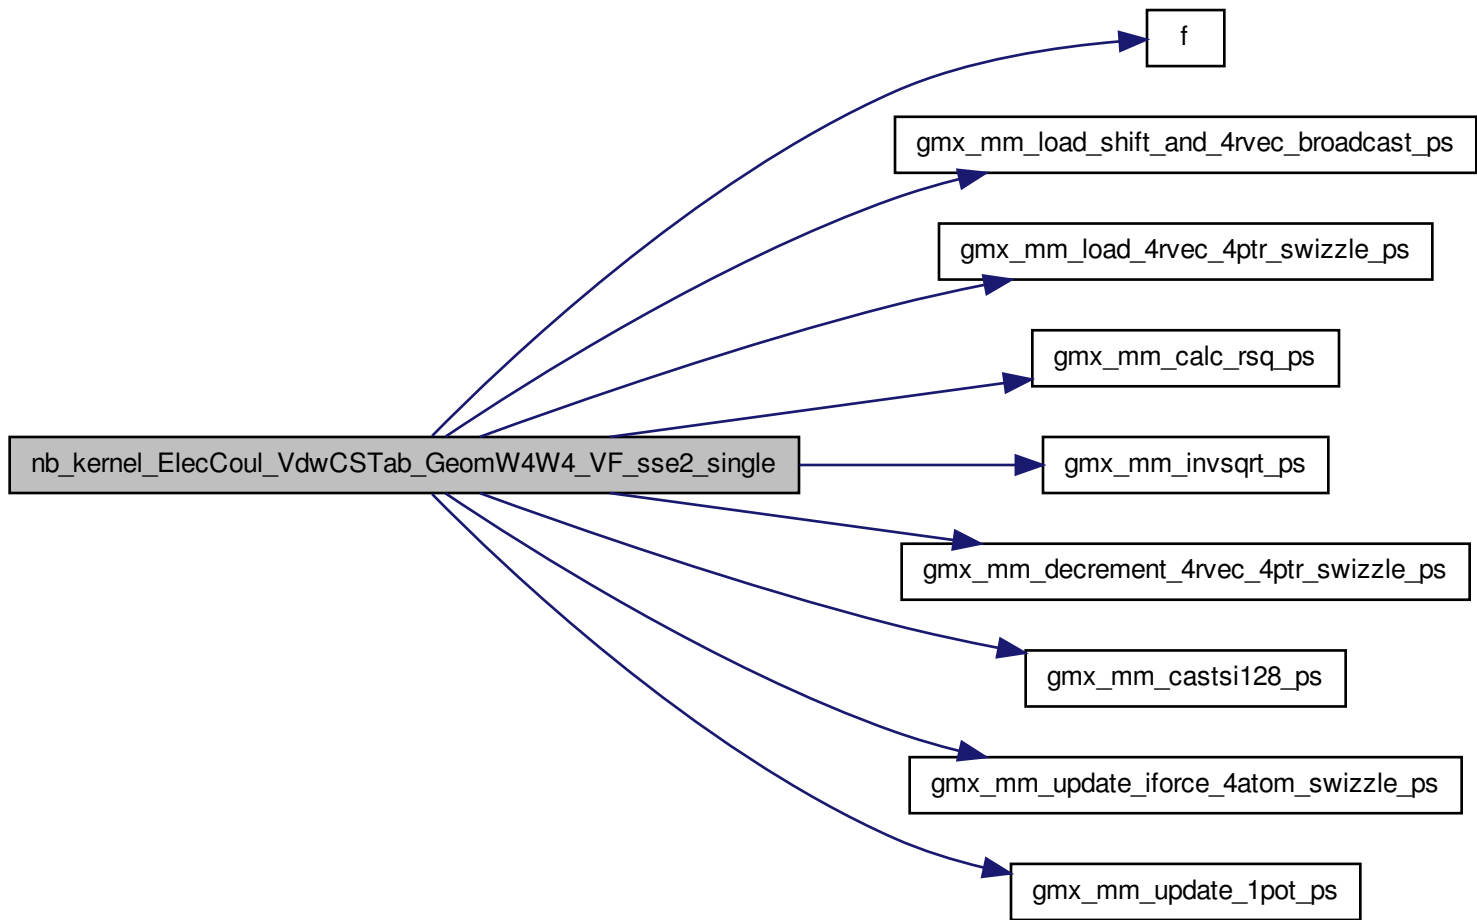 f
gmx_mm_load_shift_and_4rvec_broadcast_ps
gmx_mm_load_4rvec_4ptr_swizzle_ps
gmx_mm_calc_rsq_ps
nb_kernel_ElecCoul_VdwCSTab_GeomW4W4_VF_sse2_single
gmx_mm_invsqrt_ps
gmx_mm_decrement_4rvec_4ptr_swizzle_ps
gmx_mm_castsi128_ps
gmx_mm_update_iforce_4atom_swizzle_ps
gmx_mm_update_1pot_ps